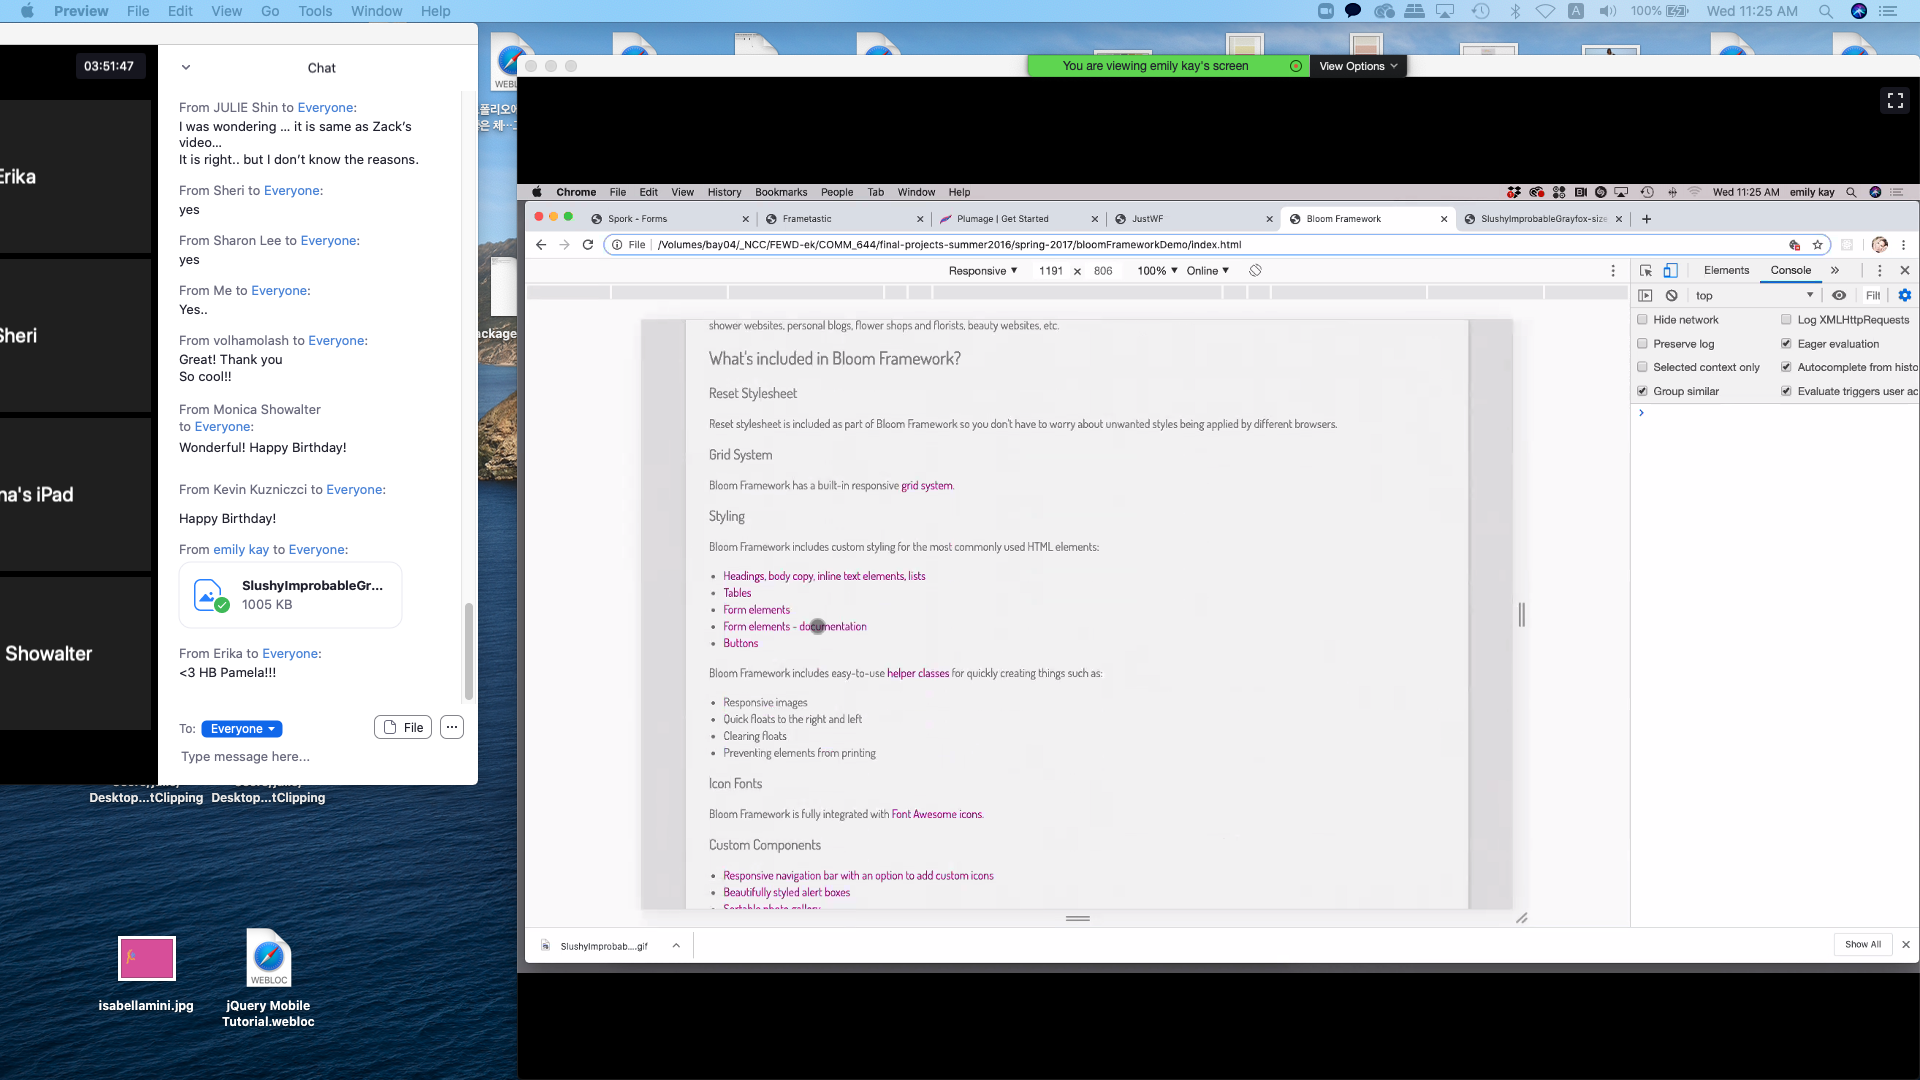 Preview File Edit View Go Tools Window Help
100% Wed 11:25 AM
03:51:47
Chat
From JULIE Shin to Everyone:
I was wondering ... it is same as Zack's
video...
It is right.. but I don't know the reasons.
From Sheri to Everyone:
yes
From Sharon Lee to Everyone:
yes
From Me to Everyone:
Yes..
From volhamolash to Everyone:
Great! Thank you
So cool!!
From Monica Showalter
to Everyone:
Wonderful! Happy Birthday!
From Kevin Kuzniczci to Everyone:
Happy Birthday!
From emily kay to Everyone:
SlushyImprobableGr...
1005 KB
From Erika to Everyone:
<3 HB Pamela!!!
To: Everyone
File
Type message here...
Erika
Sheri
na's iPad
Showalter
Desktop...tClipping Desktop...tClipping
isabellamini.jpg
WEBLOC
jQuery Mobile
Tutorial.webloc
WEBLOC
ackage
You are viewing emily kay's screen
View Options
Chrome File Edit View History Bookmarks People Tab Window Help
Wed 11:25 AM emily kay
Spork - Forms
Frametastic
Plumage | Get Started
JustWF
Bloom Framework
SlushyImprobableGrayfox-size
File /Volumes/bay04/_NCC/FEWD-ek/COMM_644/final-projects-summer2016/spring-2017/bloomFrameworkDemo/index.html
Responsive 1191 × 806 100% Online
shower websites, personal blogs, flower shops and florists, beauty websites, etc.
What's included in Bloom Framework?
Reset Stylesheet
Reset stylesheet is included as part of Bloom Framework so you don't have to worry about unwanted styles being applied by different browsers.
Grid System
Bloom Framework has a built-in responsive grid system.
Styling
Bloom Framework includes custom styling for the most commonly used HTML elements:
Headings, body copy, inline text elements, lists
Tables
Form elements
Form elements - documentation
Buttons
Bloom Framework includes easy-to-use helper classes for quickly creating things such as:
Responsive images
Quick floats to the right and left
Clearing floats
Preventing elements from printing
Icon Fonts
Bloom Framework is fully integrated with Font Awesome icons.
Custom Components
Responsive navigation bar with an option to add custom icons
Beautifully styled alert boxes
Sortable photo gallery
Elements Console
top
Filt
Hide network
Log XMLHttpRequests
Preserve log
Eager evaluation
Selected context only
Autocomplete from histo
Group similar
Evaluate triggers user ac
SlushyImprobab....gif
Show All